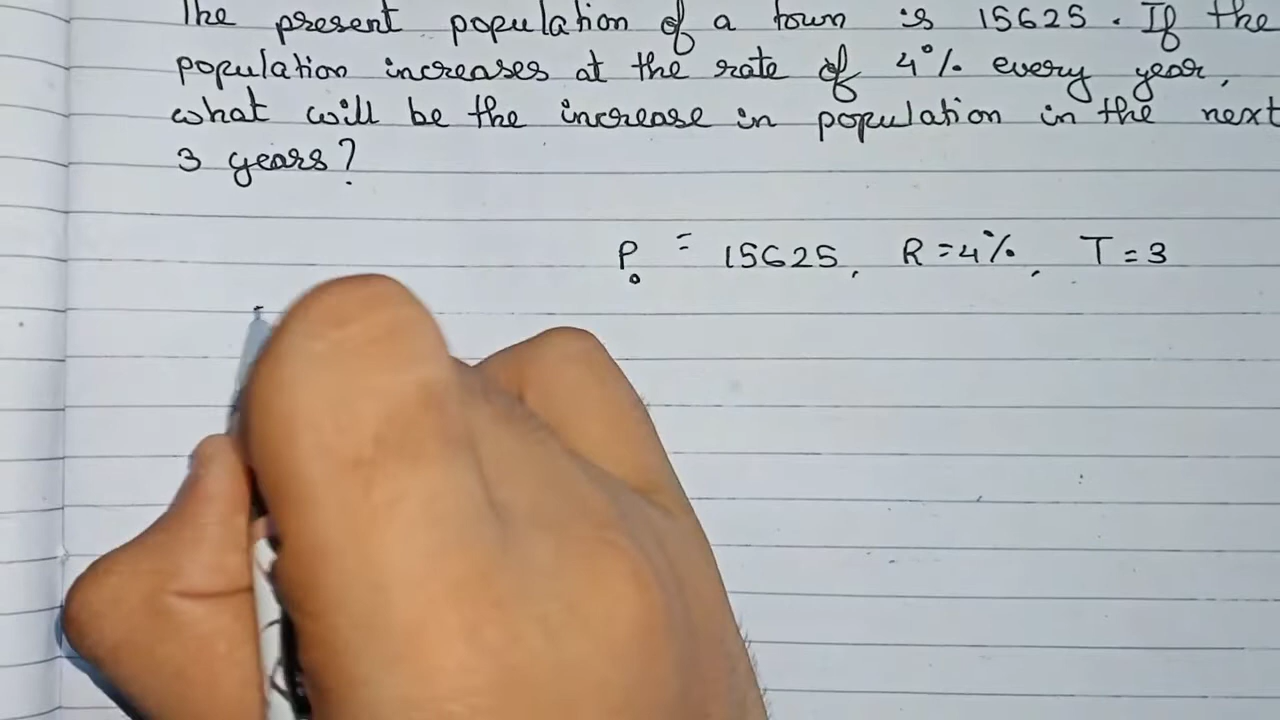 The present population of a town is 15625. If the
population increases at the rate of 4% every year,
what will be the increase in population in the next
3 years?
P₀ = 15625, R=4%, T=3